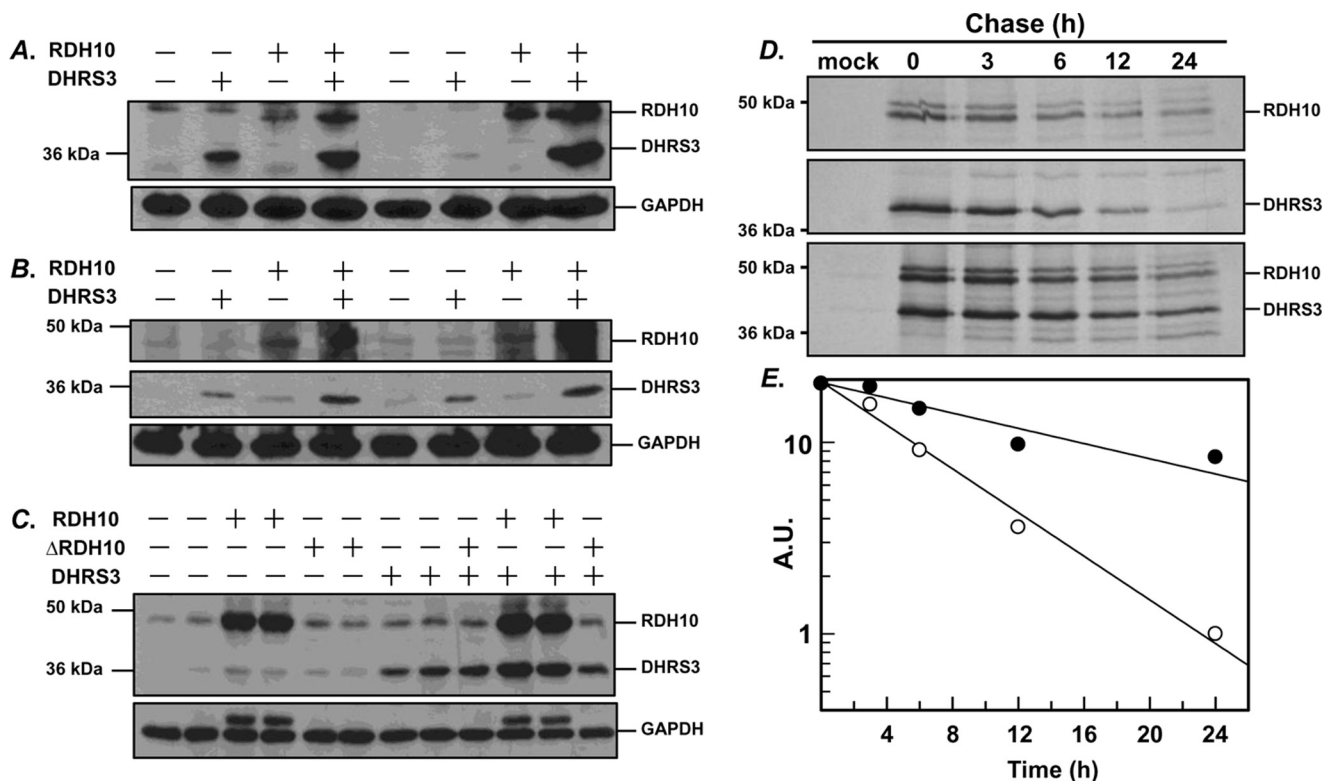 A.
RDH10 – – + + – – + +
DHRS3 – + – + – + – +
RDH10
36 kDa
DHRS3
GAPDH
B.
RDH10 – – + + – – + +
DHRS3 – + – + – + – +
50 kDa
RDH10
36 kDa
DHRS3
GAPDH
C.
RDH10 – – + + – – – – – + + –
ΔRDH10 – – – – + + – – + – – +
DHRS3 – – – – – – + + + + + +
50 kDa
RDH10
36 kDa
DHRS3
GAPDH
D.
Chase (h)
mock 0 3 6 12 24
50 kDa
RDH10
DHRS3
36 kDa
50 kDa
RDH10
DHRS3
36 kDa
E.
10
1
A.U.
4 8 12 16 20 24
Time (h)